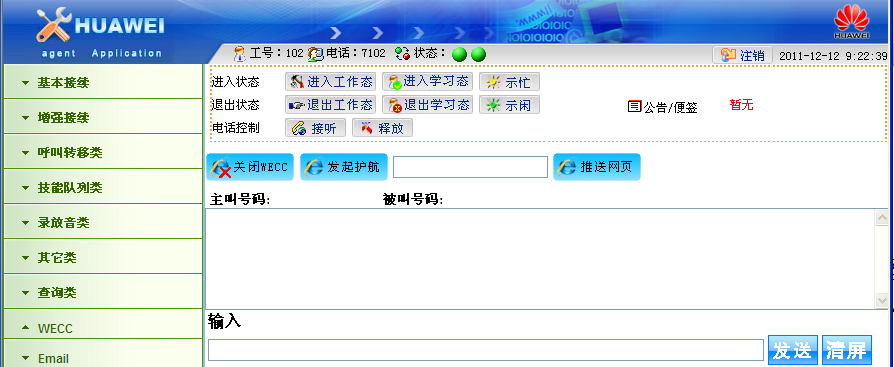 HUAWEI
agent Application
HUAWEI
工号：102 电话：7102 状态：
注销 2011-12-12 9:22:39
基本接续
增强接续
呼叫转移类
技能队列类
录放音类
其它类
查询类
WECC
Email
进入状态 进入工作态 进入学习态 示忙
退出状态 退出工作态 退出学习态 示闲
公告/便签 暂无
电话控制 接听 释放
关闭WECC 发起护航 推送网页
主叫号码: 被叫号码:
输入
发送 清屏